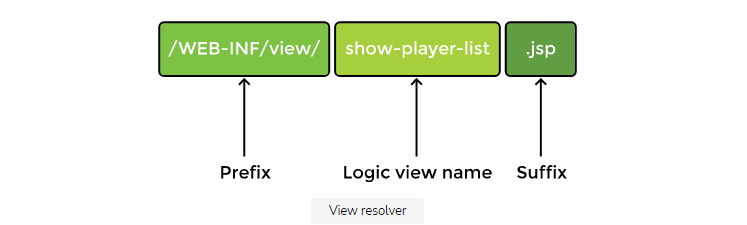 /WEB-INF/view/ show-player-list .jsp
Prefix Logic view name Suffix
View resolver